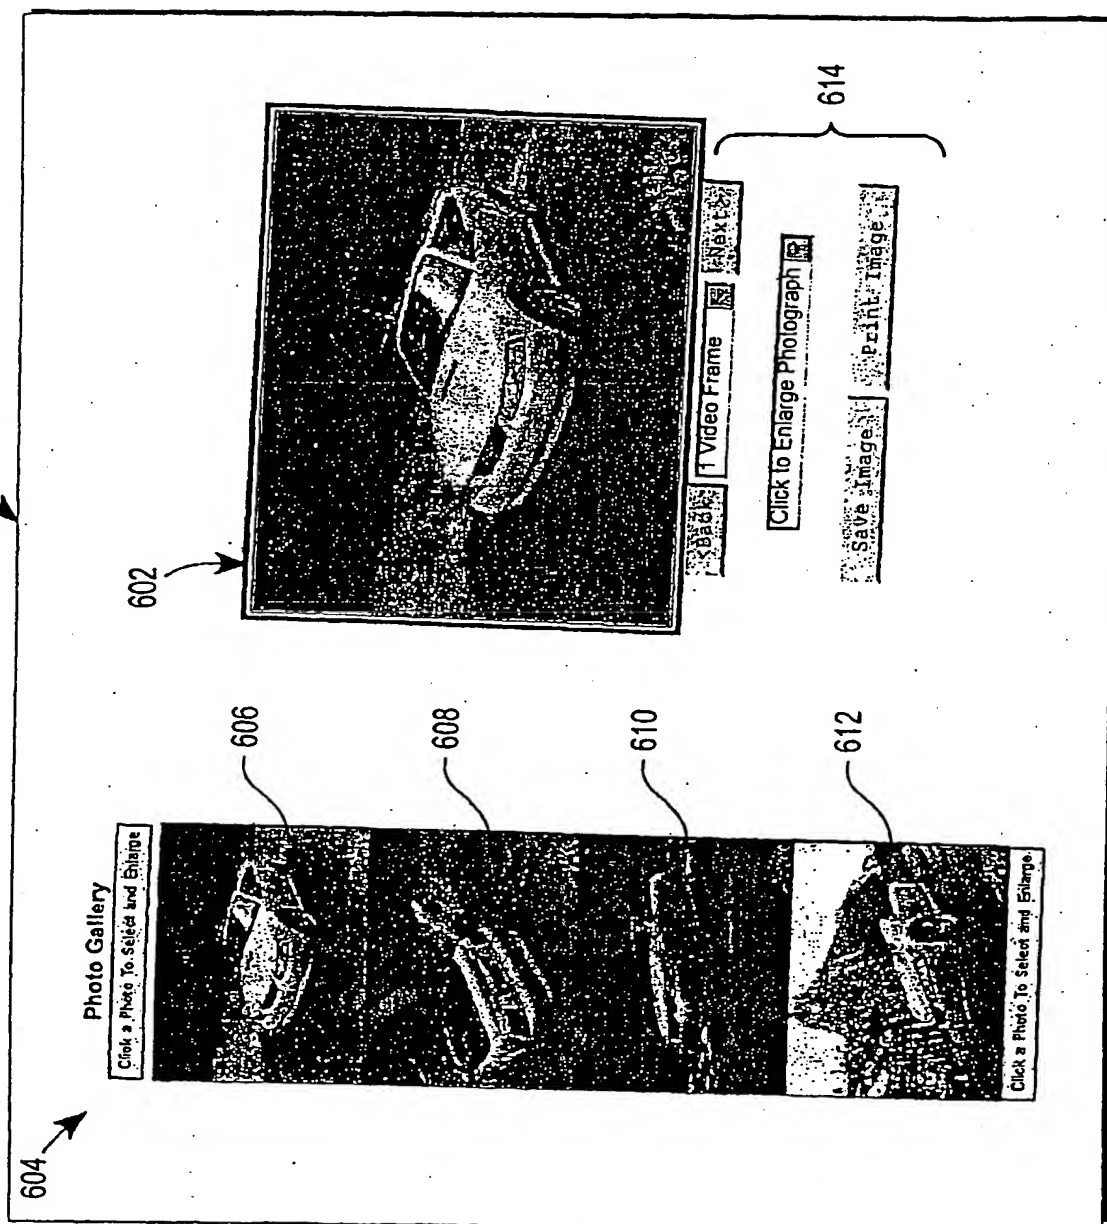 604
Photo Gallery
Click a Photo To Select and Enlarge
606
608
610
612
Click a Photo To Select and Enlarge.
602
<Back
1 Video Frame
Next>
Click to Enlarge Photograph
Save Image
Print Image
614